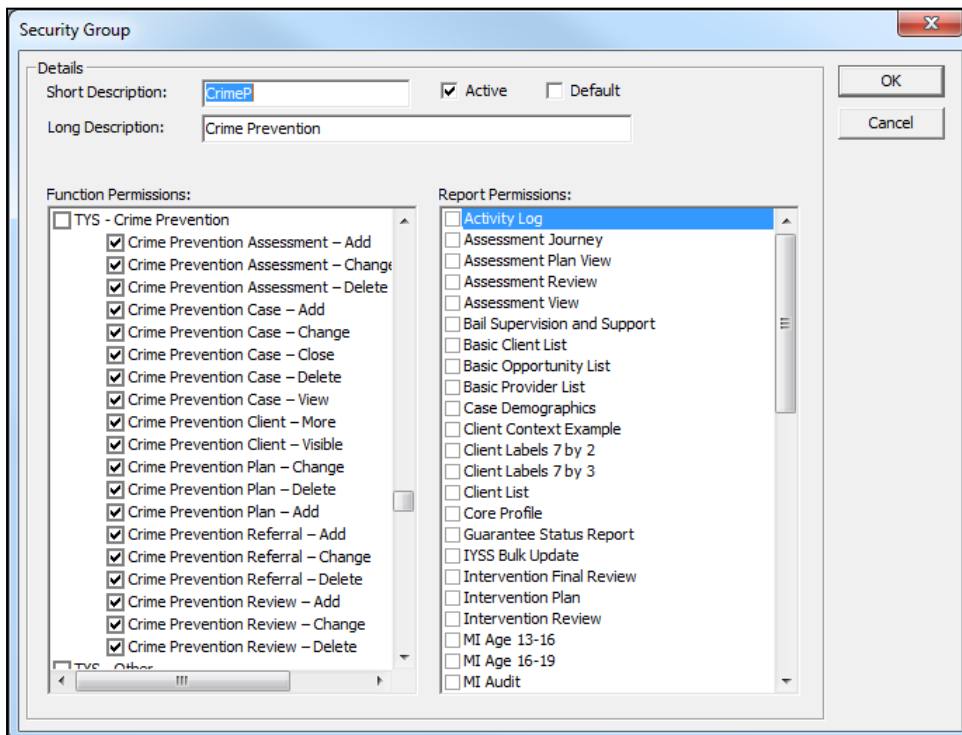 Security Group
Details
Short Description: CrimeP Active Default
OK
Long Description: Crime Prevention
Cancel
Function Permissions:
TYS - Crime Prevention
Crime Prevention Assessment – Add
Crime Prevention Assessment – Change
Crime Prevention Assessment – Delete
Crime Prevention Case – Add
Crime Prevention Case – Change
Crime Prevention Case – Close
Crime Prevention Case – Delete
Crime Prevention Case – View
Crime Prevention Client – More
Crime Prevention Client – Visible
Crime Prevention Plan – Change
Crime Prevention Plan – Delete
Crime Prevention Plan – Add
Crime Prevention Referral – Add
Crime Prevention Referral – Change
Crime Prevention Referral – Delete
Crime Prevention Review – Add
Crime Prevention Review – Change
Crime Prevention Review – Delete
TYS - Other
Report Permissions:
Activity Log
Assessment Journey
Assessment Plan View
Assessment Review
Assessment View
Bail Supervision and Support
Basic Client List
Basic Opportunity List
Basic Provider List
Case Demographics
Client Context Example
Client Labels 7 by 2
Client Labels 7 by 3
Client List
Core Profile
Guarantee Status Report
IYSS Bulk Update
Intervention Final Review
Intervention Plan
Intervention Review
MI Age 13-16
MI Age 16-19
MI Audit